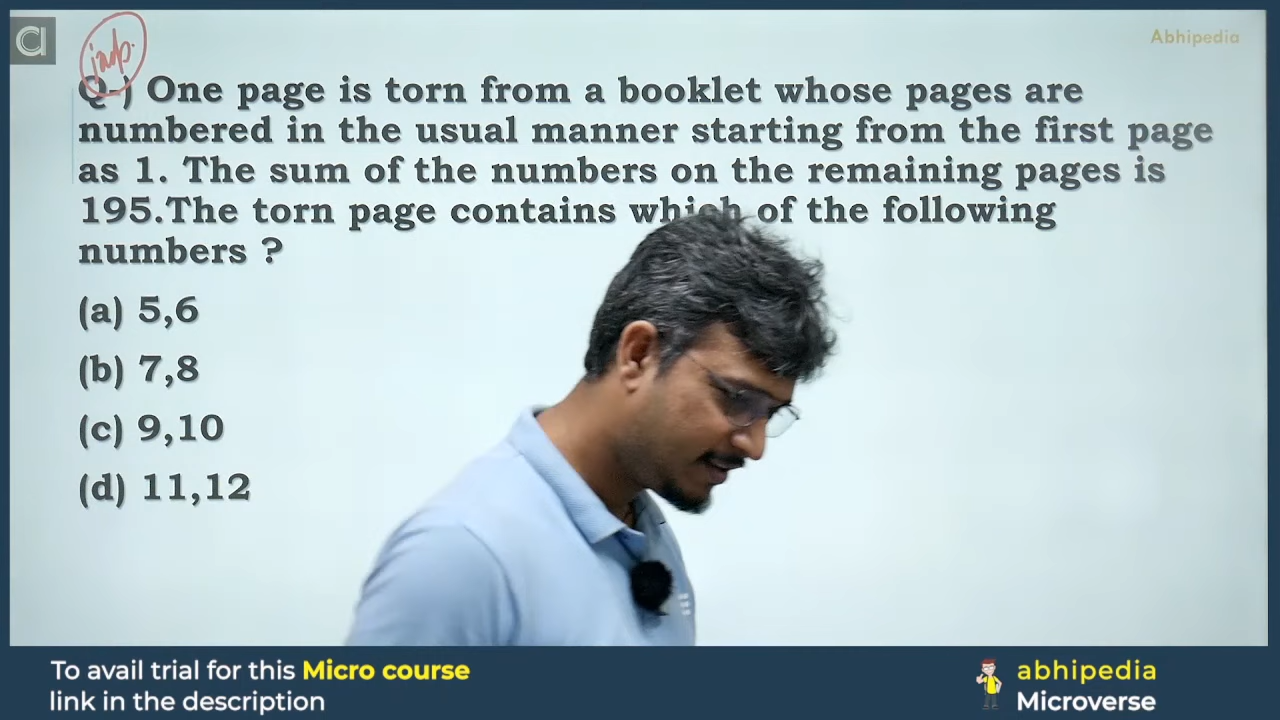 Abhipedia
imp.
Q-) One page is torn from a booklet whose pages are
numbered in the usual manner starting from the first page
as 1. The sum of the numbers on the remaining pages is
195.The torn page contains which of the following
numbers ?
(a) 5,6
(b) 7,8
(c) 9,10
(d) 11,12
To avail trial for this Micro course
link in the description
abhipedia
Microverse